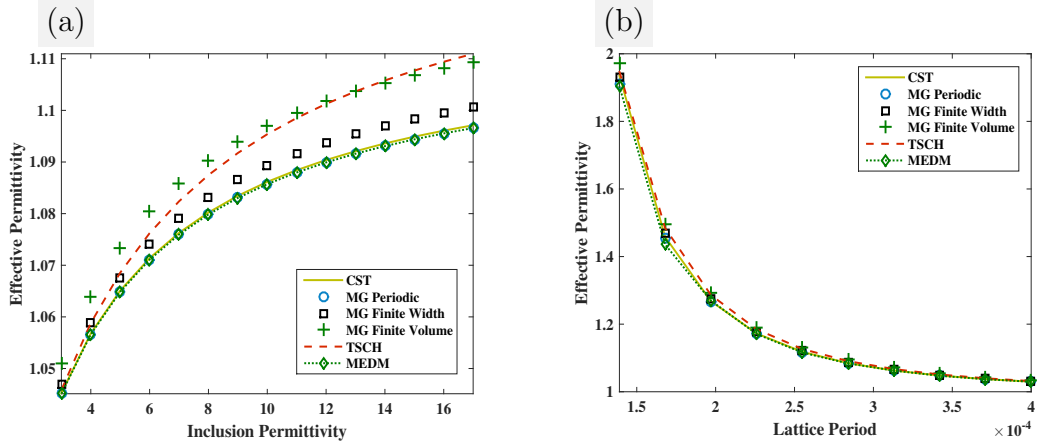 (a)
Effective Permittivity
1.11
1.1
1.09
1.08
1.07
1.06
1.05
4 6 8 10 12 14 16
Inclusion Permittivity
CST
MG Periodic
MG Finite Width
MG Finite Volume
TSCH
MEDM
(b)
Effective Permittivity
2
1.8
1.6
1.4
1.2
1
1.5 2 2.5 3 3.5 4
Lattice Period
×10⁻⁴
CST
MG Periodic
MG Finite Width
MG Finite Volume
TSCH
MEDM